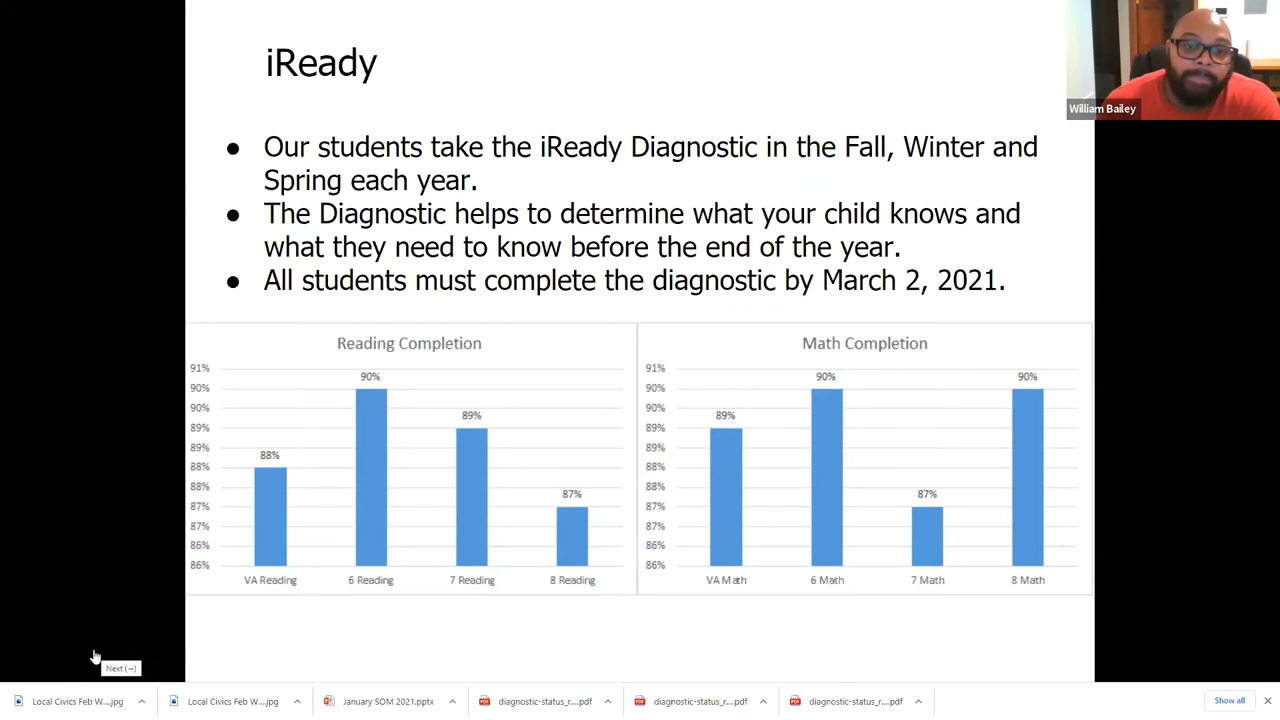 iReady
William Bailey
● Our students take the iReady Diagnostic in the Fall, Winter and
Spring each year.
● The Diagnostic helps to determine what your child knows and
what they need to know before the end of the year.
● All students must complete the diagnostic by March 2, 2021.
Reading Completion
91%
90%
90%
89%
89%
88%
88%
87%
87%
86%
86%
88%
90%
89%
87%
VA Reading
6 Reading
7 Reading
8 Reading
Math Completion
91%
90%
90%
89%
89%
88%
88%
87%
87%
86%
86%
89%
90%
87%
90%
VA Math
6 Math
7 Math
8 Math
Next (→)
Local Civics Feb W....jpg
Local Civics Feb W....jpg
January SOM 2021.pptx
diagnostic-status_r....pdf
diagnostic-status_r....pdf
diagnostic-status_r....pdf
Show all